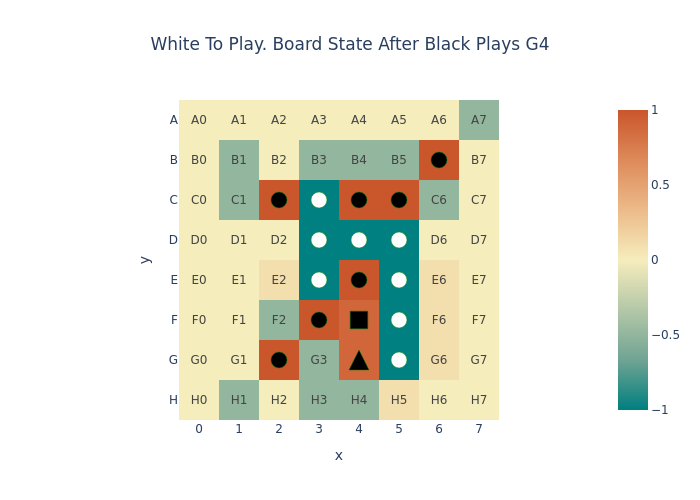 White To Play. Board State After Black Plays G4
A A0 A1 A2 A3 A4 A5 A6 A7 1
B B0 B1 B2 B3 B4 B5 B7
C C0 C1 C6 C7 0.5
D D0 D1 D2 D6 D7
y 0
E E0 E1 E2 E6 E7
F F0 F1 F2 F6 F7 −0.5
G G0 G1 G3 G6 G7
H H0 H1 H2 H3 H4 H5 H6 H7 −1
0 1 2 3 4 5 6 7
x